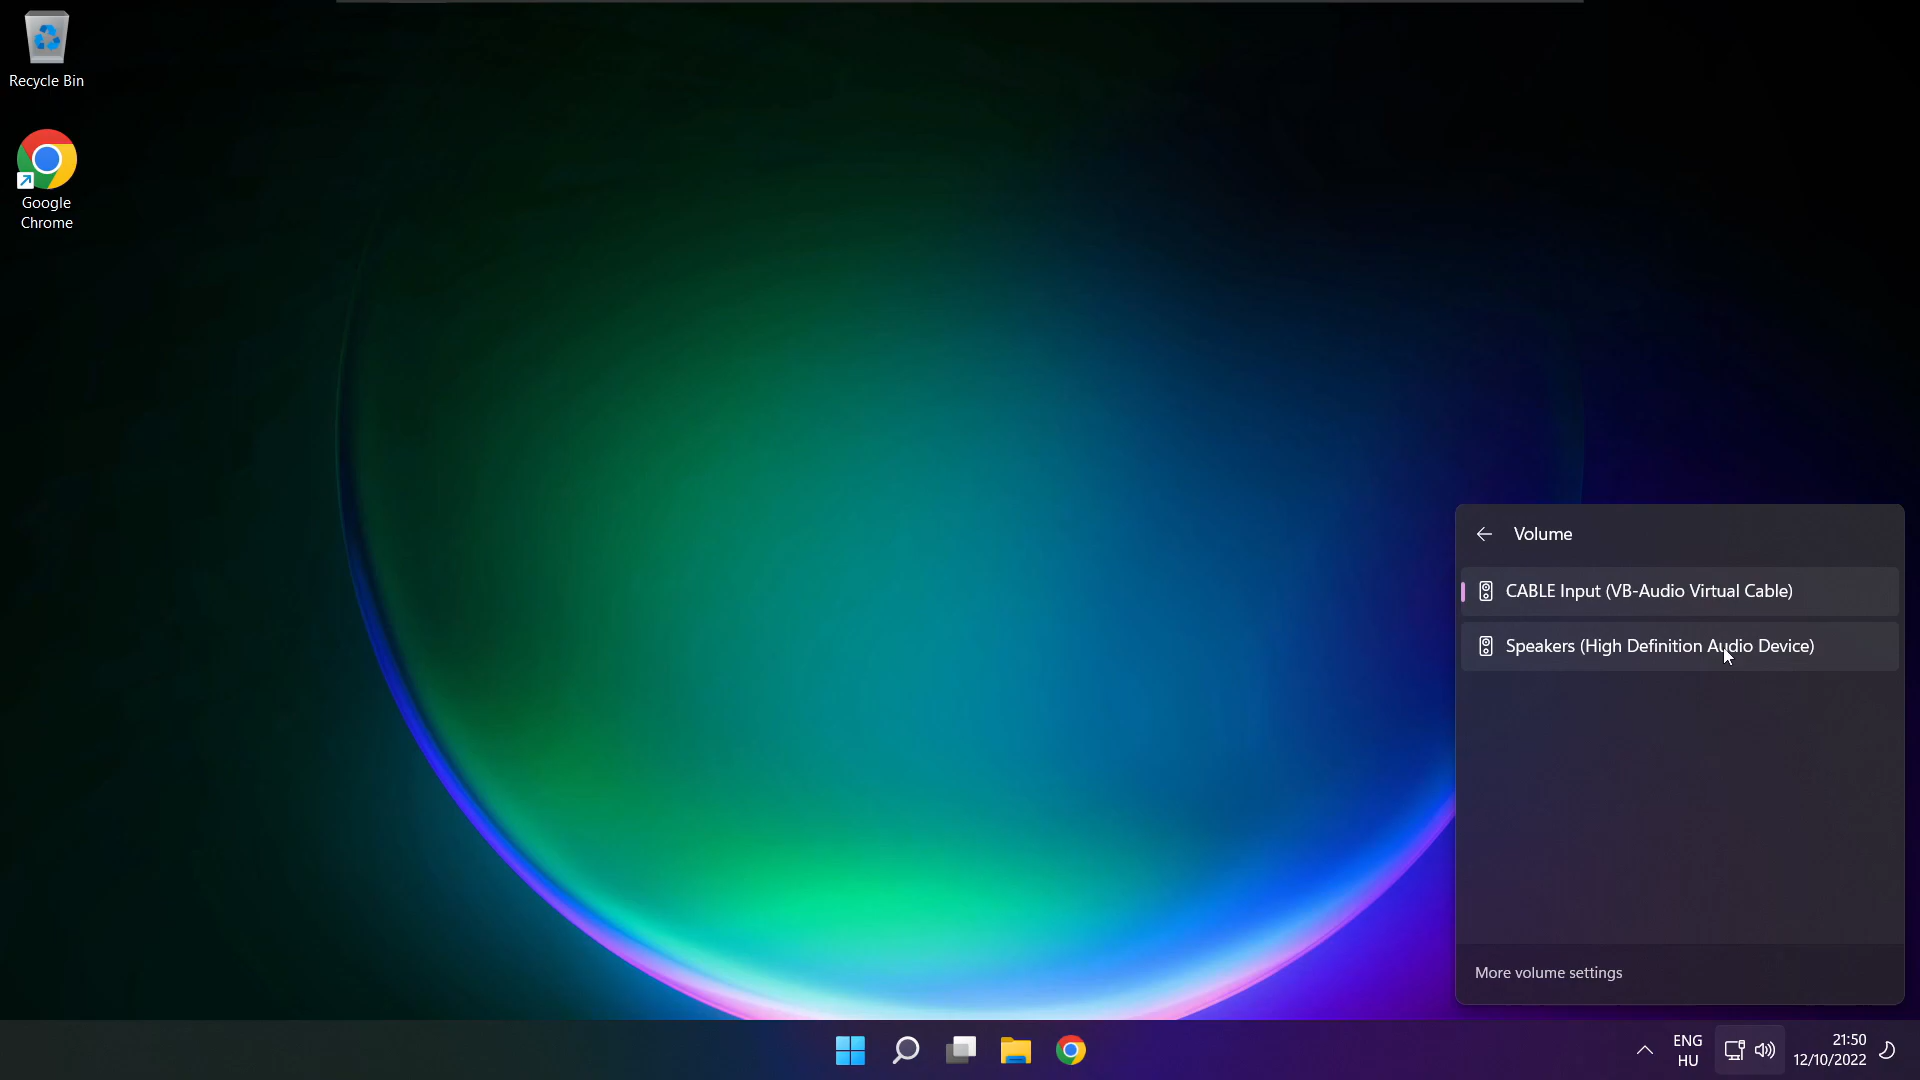 Recycle Bin
Google
Chrome
Volume
CABLE Input (VB-Audio Virtual Cable)
Speakers (High Definition Audio Device)
More volume settings
ENG
HU
21:50
12/10/2022